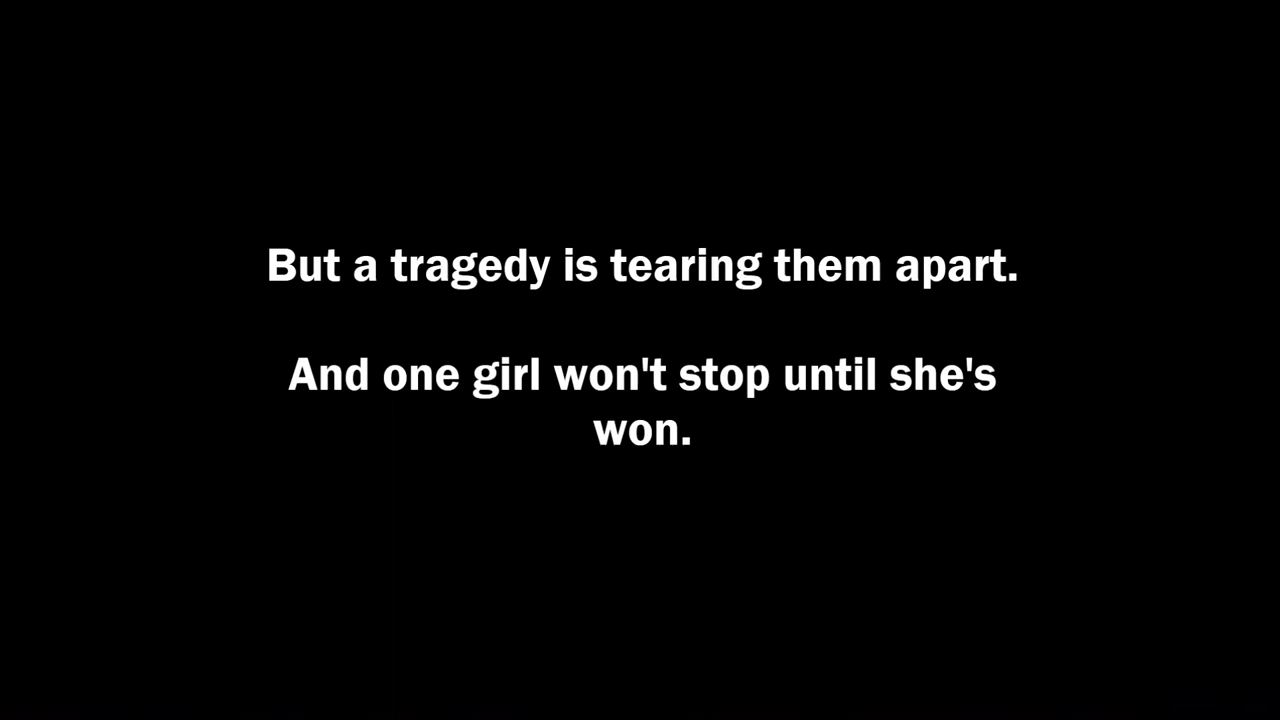 But a tragedy is tearing them apart.
And one girl won't stop until she's
won.